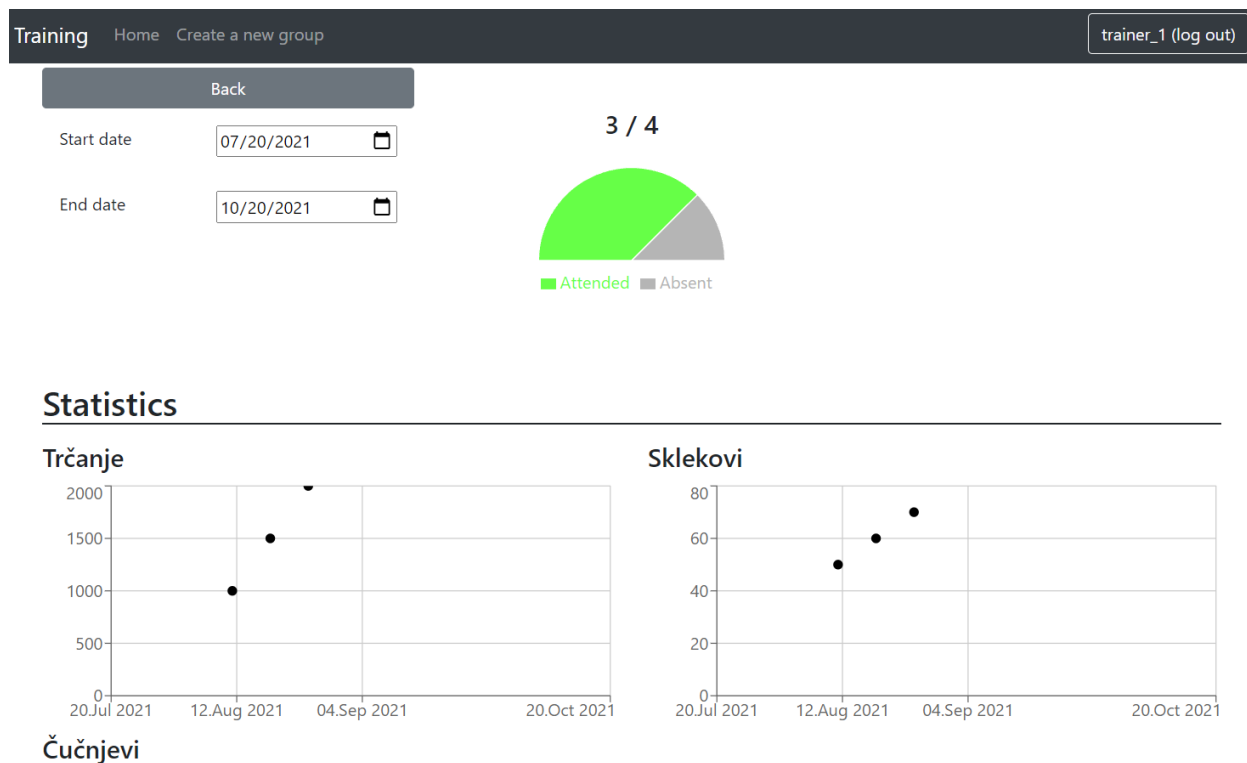 Training Home Create a new group trainer_1 (log out)
Back
Start date 07/20/2021
End date 10/20/2021
3 / 4
Attended Absent
Statistics
Trčanje
2000
1500
1000
500
0
20.Jul 2021 12.Aug 2021 04.Sep 2021 20.Oct 2021
Sklekovi
80
60
40
20
0
20.Jul 2021 12.Aug 2021 04.Sep 2021 20.Oct 2021
Čučnjevi